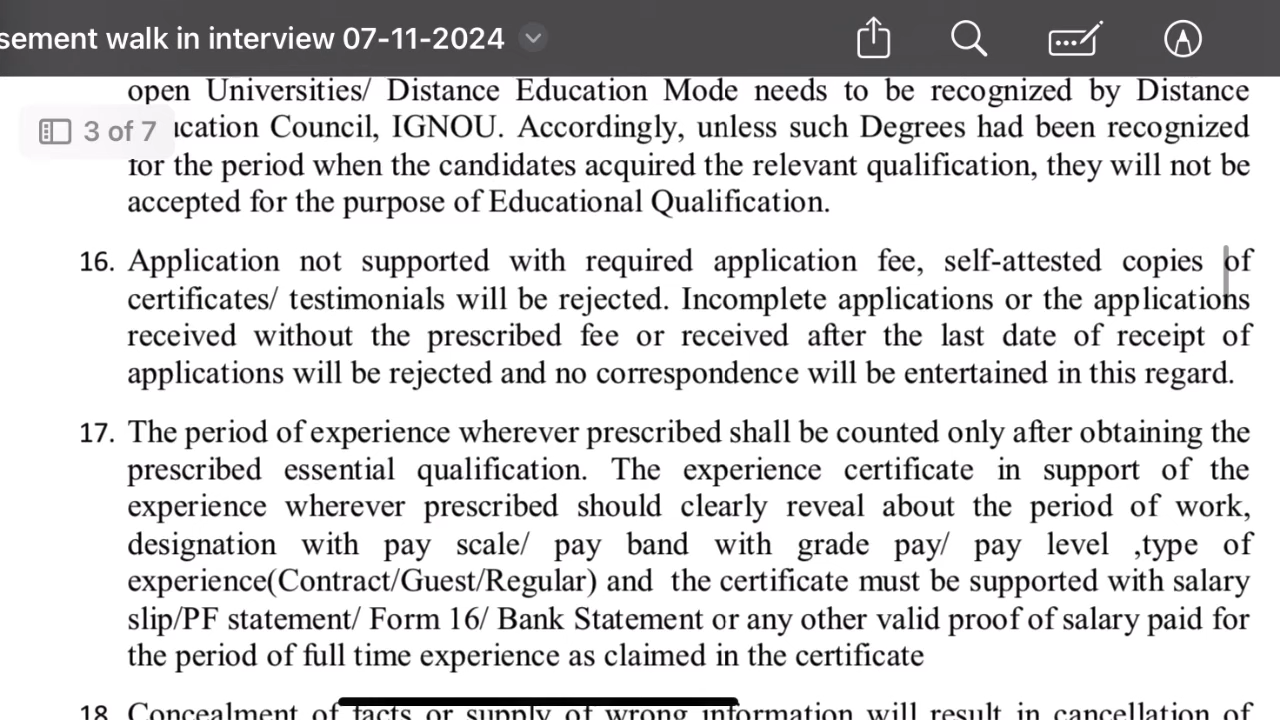 sement walk in interview 07-11-2024
open Universities/ Distance Education Mode needs to be recognized by Distance
3 of 7
ucation Council, IGNOU. Accordingly, unless such Degrees had been recognized
for the period when the candidates acquired the relevant qualification, they will not be
accepted for the purpose of Educational Qualification.
16. Application not supported with required application fee, self-attested copies of
certificates/ testimonials will be rejected. Incomplete applications or the applications
received without the prescribed fee or received after the last date of receipt of
applications will be rejected and no correspondence will be entertained in this regard.
17. The period of experience wherever prescribed shall be counted only after obtaining the
prescribed essential qualification. The experience certificate in support of the
experience wherever prescribed should clearly reveal about the period of work,
designation with pay scale/ pay band with grade pay/ pay level ,type of
experience(Contract/Guest/Regular) and the certificate must be supported with salary
slip/PF statement/ Form 16/ Bank Statement or any other valid proof of salary paid for
the period of full time experience as claimed in the certificate
18. Concealment of facts or supply of wrong information will result in cancellation of